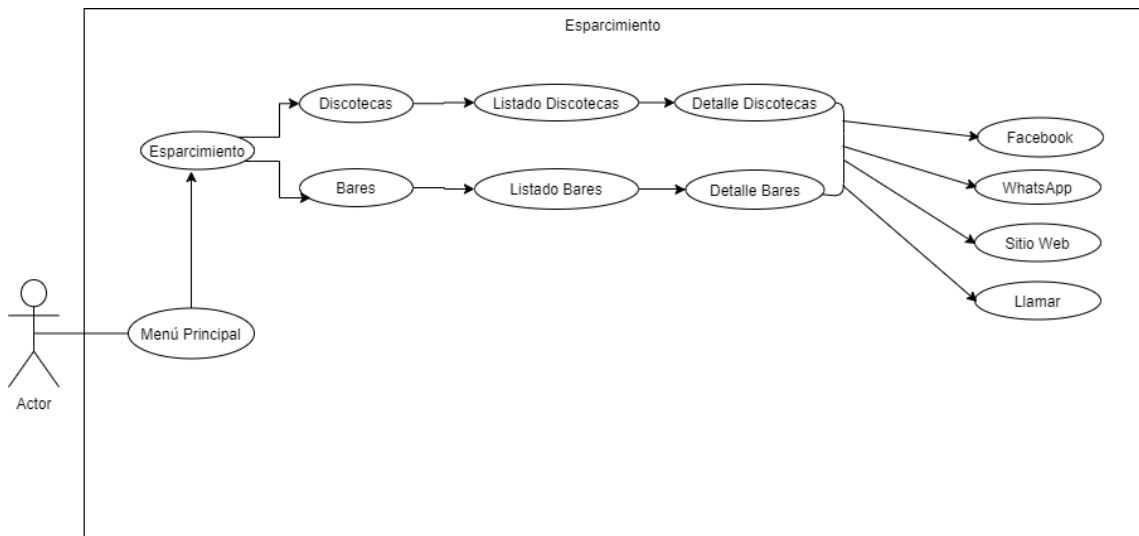 Esparcimiento
Discotecas
Listado Discotecas
Detalle Discotecas
Facebook
Esparcimiento
WhatsApp
Bares
Listado Bares
Detalle Bares
Sitio Web
Llamar
Menú Principal
Actor